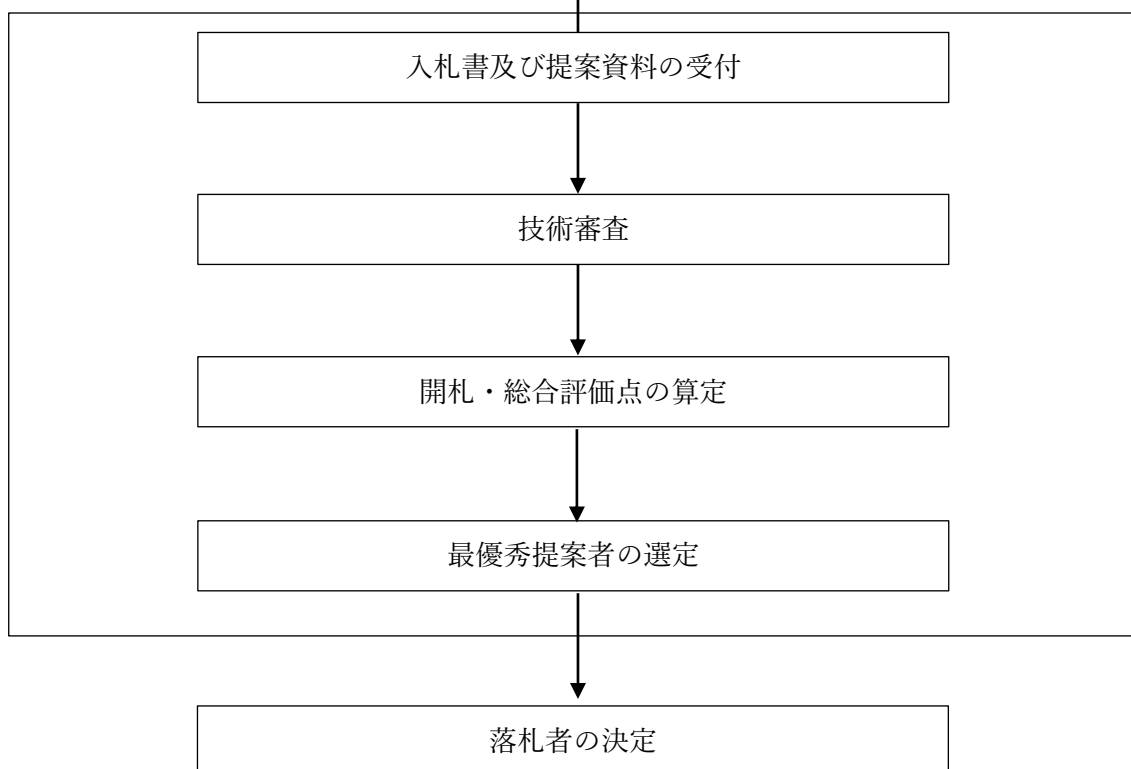 入札書及び提案資料の受付
技術審査
開札・総合評価点の算定
最優秀提案者の選定
落札者の決定